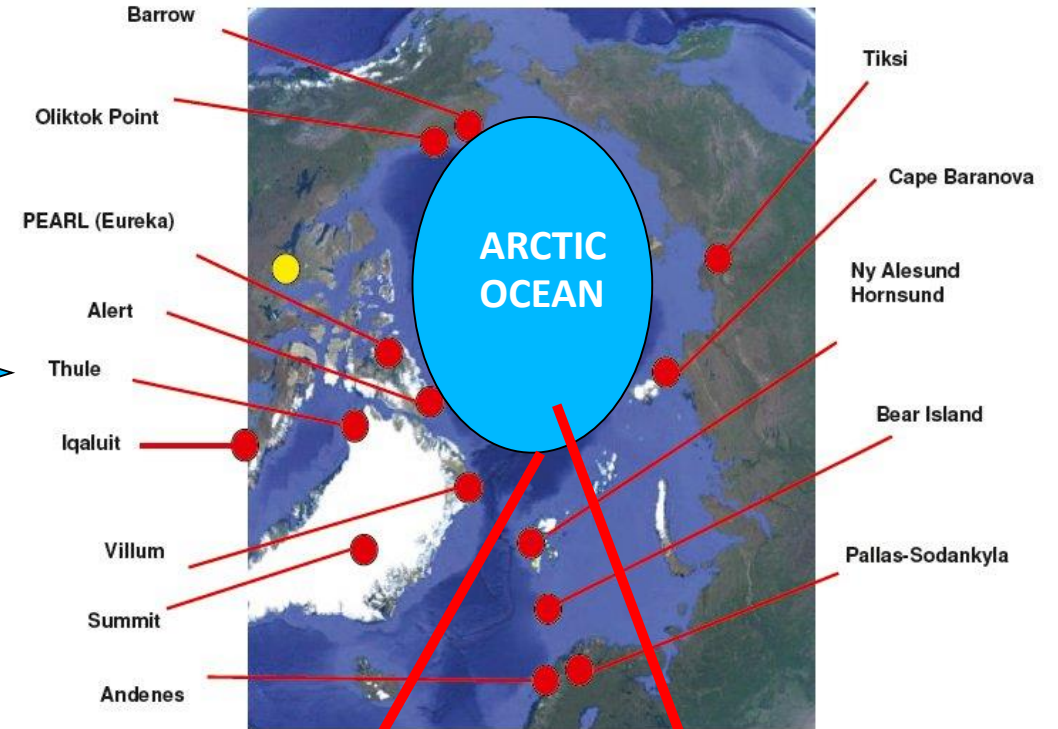 Barrow
Oliktok Point
PEARL (Eureka)
Alert
Thule
Iqaluit
Villum
Summit
Andenes
ARCTIC
OCEAN
Tiksi
Cape Baranova
Ny Alesund
Hornsund
Bear Island
Pallas-Sodankyla